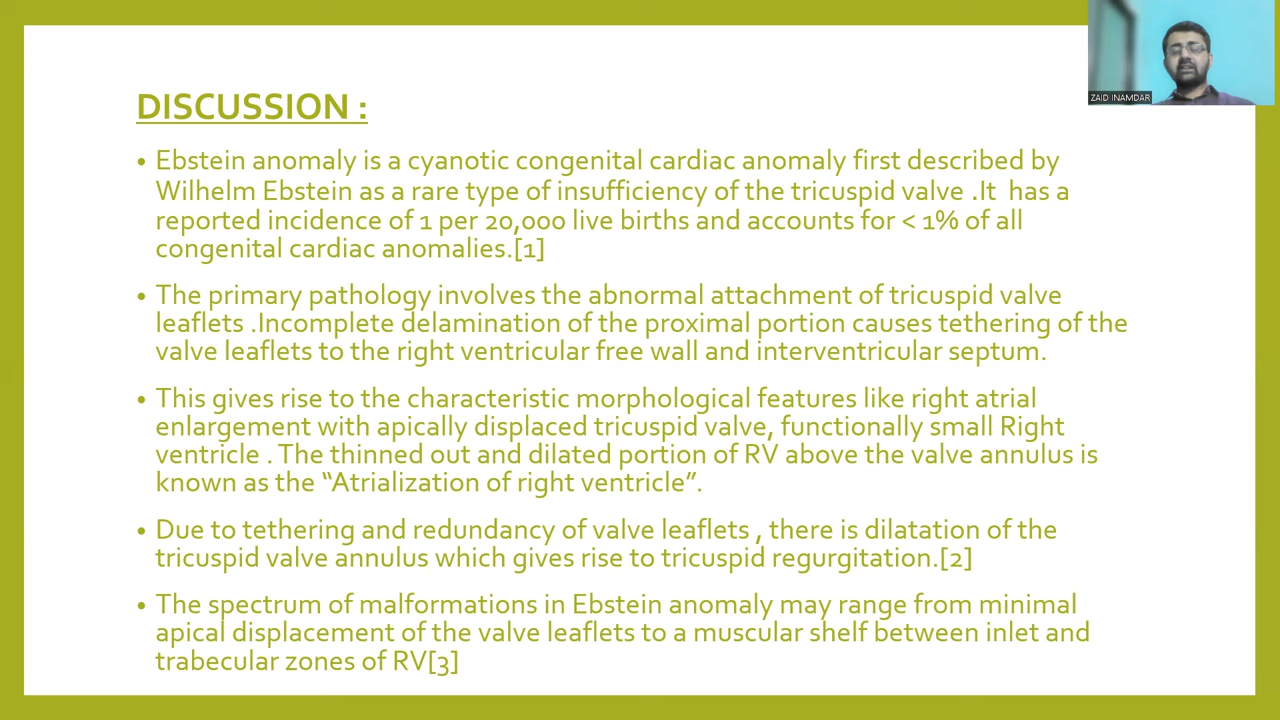 ZAID INAMDAR
DISCUSSION :
• Ebstein anomaly is a cyanotic congenital cardiac anomaly first described by
Wilhelm Ebstein as a rare type of insufficiency of the tricuspid valve .It  has a
reported incidence of 1 per 20,000 live births and accounts for < 1% of all
congenital cardiac anomalies.[1]
• The primary pathology involves the abnormal attachment of tricuspid valve
leaflets .Incomplete delamination of the proximal portion causes tethering of the
valve leaflets to the right ventricular free wall and interventricular septum.
• This gives rise to the characteristic morphological features like right atrial
enlargement with apically displaced tricuspid valve, functionally small Right
ventricle . The thinned out and dilated portion of RV above the valve annulus is
known as the “Atrialization of right ventricle”.
• Due to tethering and redundancy of valve leaflets , there is dilatation of the
tricuspid valve annulus which gives rise to tricuspid regurgitation.[2]
• The spectrum of malformations in Ebstein anomaly may range from minimal
apical displacement of the valve leaflets to a muscular shelf between inlet and
trabecular zones of RV[3]